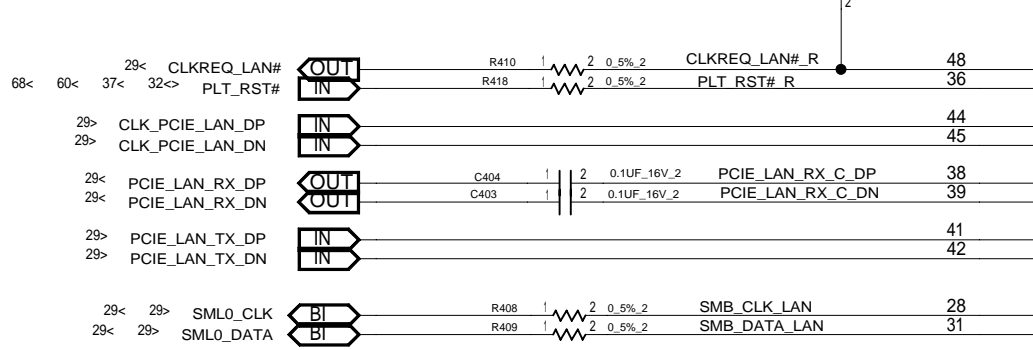 2
29< CLKREQ_LAN# OUT R410 1 2 0_5%_2 CLKREQ_LAN#_R 48
68< 60< 37< 32<> PLT_RST# IN R418 1 2 0_5%_2 PLT_RST#_R 36
29> CLK_PCIE_LAN_DP IN 44
29> CLK_PCIE_LAN_DN IN 45
29< PCIE_LAN_RX_DP OUT C404 1 2 0.1UF_16V_2 PCIE_LAN_RX_C_DP 38
29< PCIE_LAN_RX_DN OUT C403 1 2 0.1UF_16V_2 PCIE_LAN_RX_C_DN 39
29> PCIE_LAN_TX_DP IN 41
29> PCIE_LAN_TX_DN IN 42
29< 29> SML0_CLK BI R408 1 2 0_5%_2 SMB_CLK_LAN 28
29< 29> SML0_DATA BI R409 1 2 0_5%_2 SMB_DATA_LAN 31